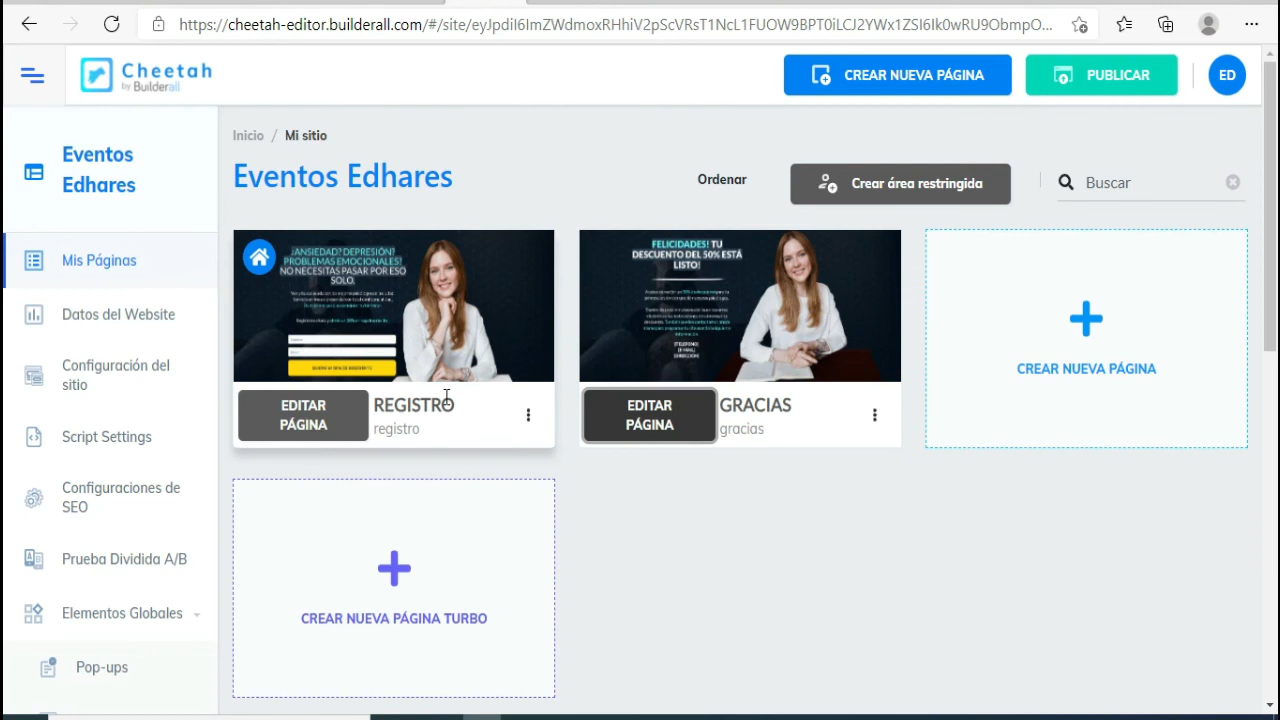 https://cheetah-editor.builderall.com/#/site/
Cheetah
by Builderall
CREAR NUEVA PÁGINA
PUBLICAR
ED
Eventos
Edhares
Mis Páginas
Datos del Website
Configuración del
sitio
Script Settings
Configuraciones de
SEO
Prueba Dividida A/B
Elementos Globales
Pop-ups
Inicio / Mi sitio
Eventos Edhares
Ordenar
Crear área restringida
Buscar
¿ANSIEDAD? DEPRESIÓN?
PROBLEMAS EMOCIONALES?
NO NECESITAS PASAR POR ESO
SOLO.
EDITAR
PÁGINA
REGISTRO
registro
FELICIDADES! TU
DESCUENTO DEL 50% ESTÁ
LISTO!
EDITAR
PÁGINA
GRACIAS
gracias
CREAR NUEVA PÁGINA
CREAR NUEVA PÁGINA TURBO